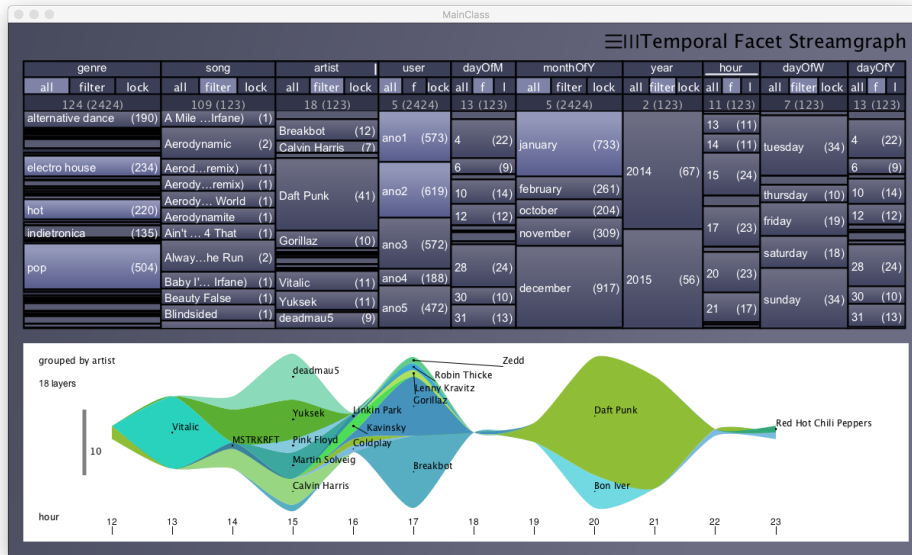 MainClass
Temporal Facet Streamgraph
genre song artist user dayOfM monthOfY year hour dayOfW dayOfY
all filter lock all filter lock all filter lock all f lock all f l all filter lock all filter lock all f l all filter lock all f l
124 (2424) 109 (123) 18 (123) 5 (2424) 13 (123) 5 (2424) 2 (123) 11 (123) 7 (123) 13 (123)
alternative dance (190)
electro house (234)
hot (220)
indietronica (135)
pop (504)
A Mile ...Irfane) (1)
Aerodynamic (2)
Aerod...remix) (1)
Aerody...remix) (1)
Aerody... World (1)
Aerodynamite (1)
Ain't ... 4 That (1)
Alway...he Run (2)
Baby I'... Irfane) (1)
Beauty False (1)
Blindsided (1)
Breakbot (12)
Calvin Harris (7)
Daft Punk (41)
Gorillaz (10)
Vitalic (11)
Yuksek (11)
deadmau5 (9)
ano1 (573)
ano2 (619)
ano3 (572)
ano4 (188)
ano5 (472)
4 (22)
6 (9)
10 (14)
12 (12)
28 (24)
30 (10)
31 (13)
january (733)
february (261)
october (204)
november (309)
december (917)
2014 (67)
2015 (56)
13 (11)
14 (11)
15 (24)
17 (23)
20 (23)
21 (17)
tuesday (34)
thursday (10)
friday (19)
saturday (18)
sunday (34)
4 (22)
6 (9)
10 (14)
12 (12)
28 (24)
30 (10)
31 (13)
grouped by artist
18 layers
10
hour
Zedd
deadmau5
Robin Thicke
Lenny Kravitz
Gorillaz
Yuksek
Linkin Park
Daft Punk
Vitalic
Kavinsky
Red Hot Chili Peppers
MSTRKRFT
Pink Floyd
Coldplay
Martin Solveig
Breakbot
Calvin Harris
Bon Iver
12 13 14 15 16 17 18 19 20 21 22 23